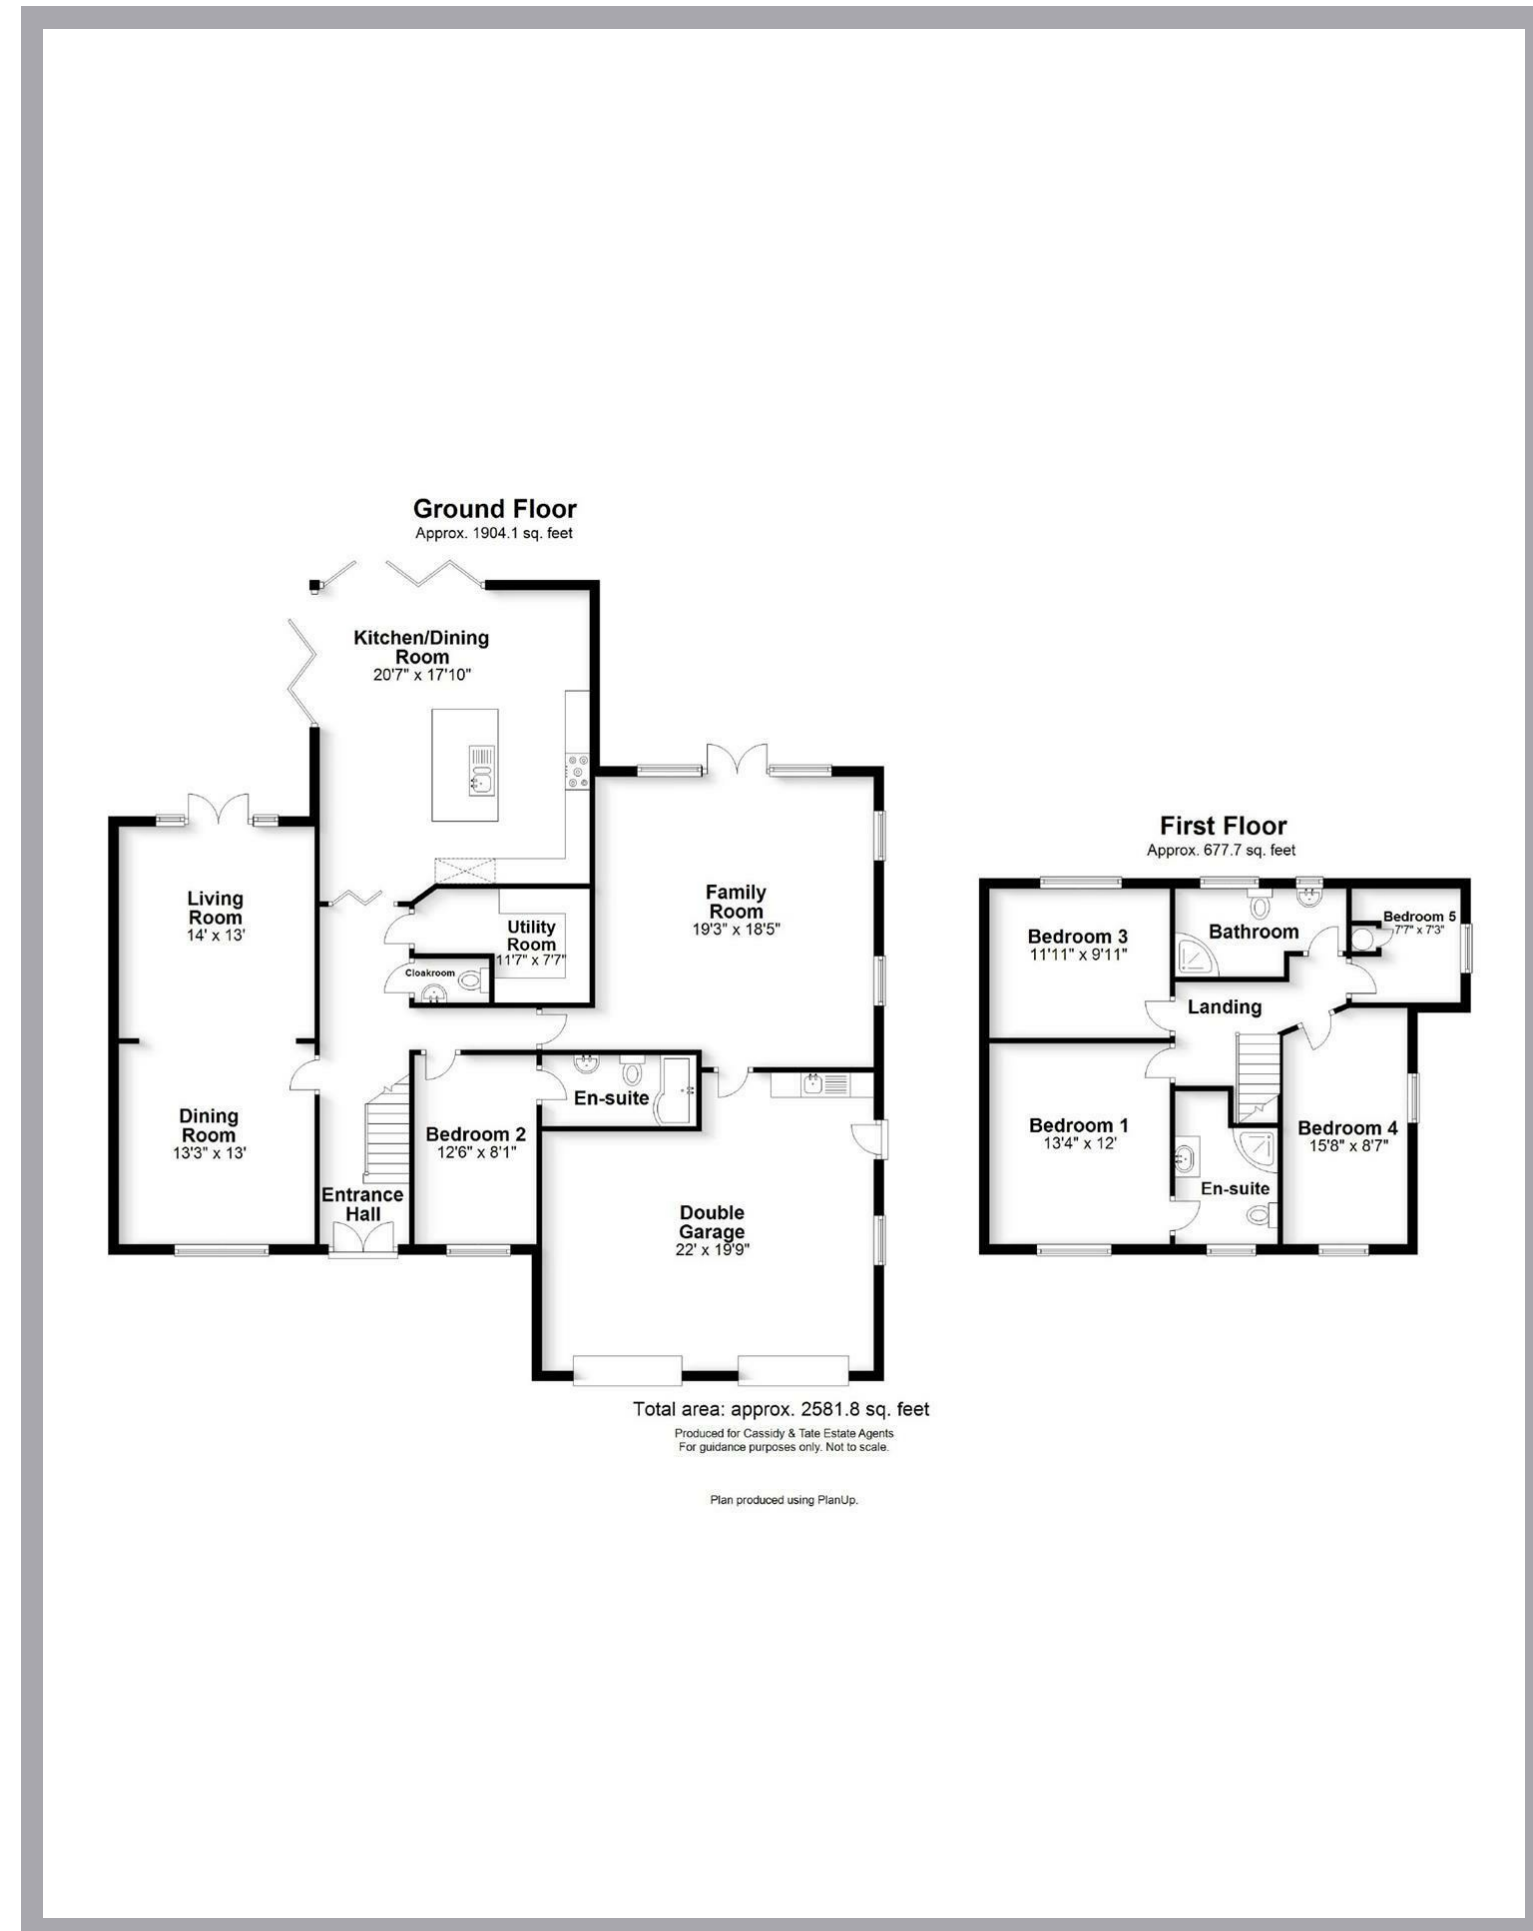 Ground Floor
Approx. 1904.1 sq. feet
Kitchen/Dining
Room
20'7" x 17'10"
Living
Room
14' x 13'
Family
Room
19'3" x 18'5"
Utility
Room
11'7" x 7'7"
Cloakroom
Dining
Room
13'3" x 13'
En-suite
Bedroom 2
12'6" x 8'1"
Entrance
Hall
Double
Garage
22' x 19'9"
First Floor
Approx. 677.7 sq. feet
Bedroom 3
11'11" x 9'11"
Bathroom
Bedroom 5
7'7" x 7'3"
Landing
Bedroom 1
13'4" x 12'
Bedroom 4
15'8" x 8'7"
En-suite
Total area: approx. 2581.8 sq. feet
Produced for Cassidy & Tate Estate Agents
For guidance purposes only. Not to scale.
Plan produced using PlanUp.